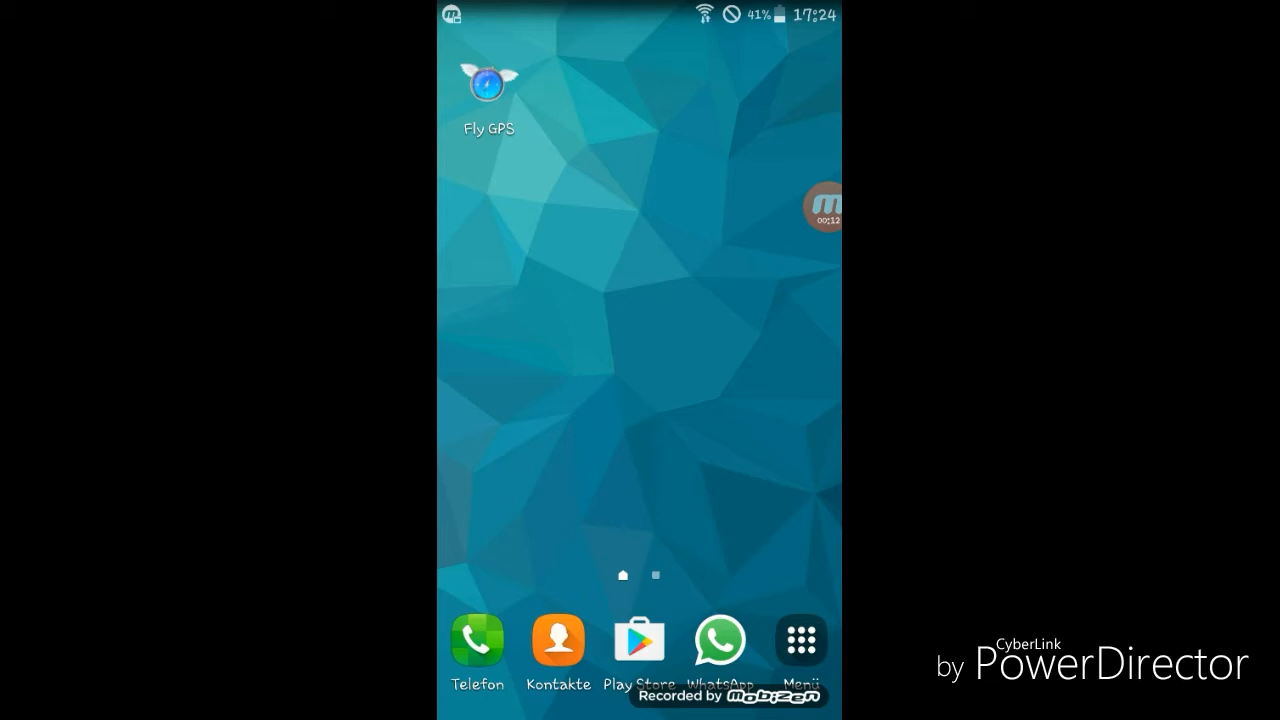 41% 17:24
Fly GPS
m
00:12
Telefon Kontakte Play Store WhatsApp Menü
Recorded by mobizen
CyberLink
by PowerDirector